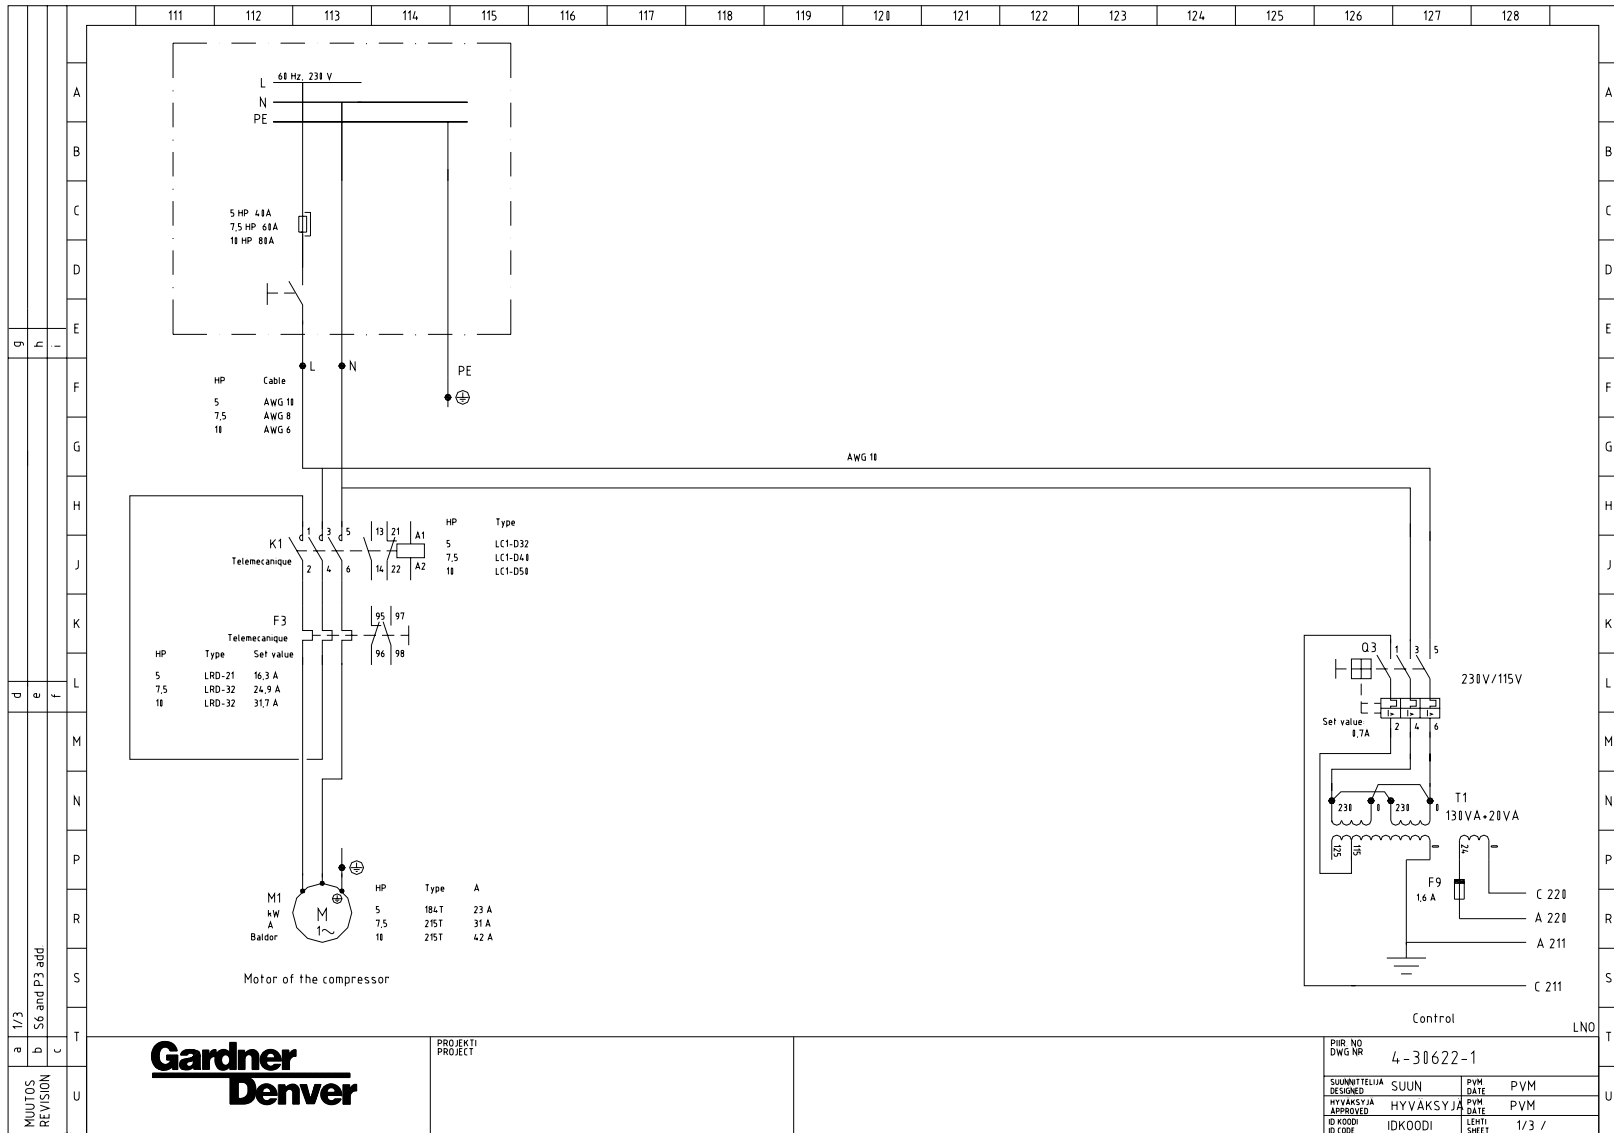 111 112 113 114 115 116 117 118 119 120 121 122 123 124 125 126 127 128
A A
B B
C C
D D
E E
F F
G G
H H
J J
K K
L L
M M
N N
P P
R R
S S
T T
U U
L 60 Hz, 230 V
N
PE
5 HP 40A
7,5 HP 60A
10 HP 80A
L N PE
HP Cable
5 AWG 10
7,5 AWG 8
10 AWG 6
AWG 10
K1
Telemecanique
1 3 5 13 21 A1
2 4 6 14 22 A2
HP Type
5 LC1-D32
7,5 LC1-D40
10 LC1-D50
F3
Telemecanique
95 97
96 98
HP Type Set value
5 LRD-21 16,3 A
7,5 LRD-32 24,9 A
10 LRD-32 31,7 A
Q3
1 3 5
230V/115V
I> I> I>
Set value:
0,7A
2 4 6
T1
230 0 230 0
130VA+20VA
125 115 0 24 0
F9
1,6 A
C 220
A 220
A 211
C 211
M1
kW
A
Baldor
M
1~
HP Type A
5 184T 23 A
7,5 215T 31 A
10 215T 42 A
Motor of the compressor
Control
LNO
g h i
d e f
a b c
1/3
S6 and P3 add
MUUTOS
REVISION
Gardner
Denver
PROJEKTI
PROJECT
PIIR NO
DWG NR
4-30622-1
SUUNNITTELIJA
DESIGNED
SUUN
PVM
DATE
PVM
HYVÄKSYJÄ
APPROVED
HYVÄKSYJÄ
PVM
DATE
PVM
ID KOODI
ID CODE
IDKOODI
LEHTI
SHEET
1/3 /